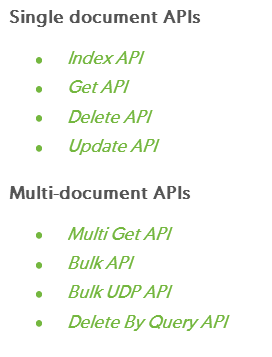 Single document APIs
Index API
Get API
Delete API
Update API
Multi-document APIs
Multi Get API
Bulk API
Bulk UDP API
Delete By Query API